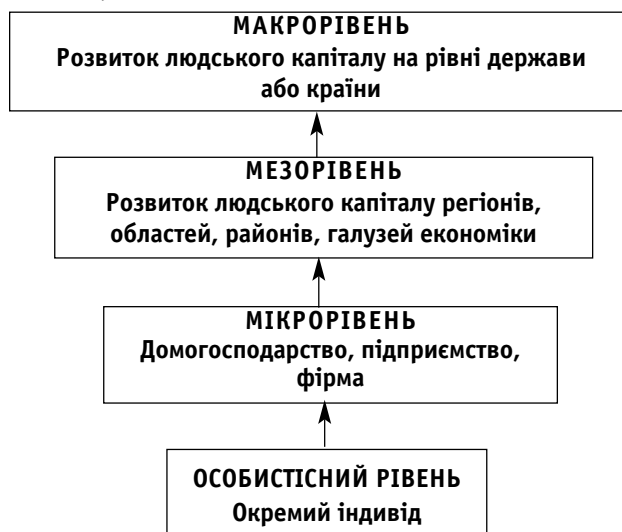 МАКРОРІВЕНЬ
Розвиток людського капіталу на рівні держави
або країни
МЕЗОРІВЕНЬ
Розвиток людського капіталу регіонів,
областей, районів, галузей економіки
МІКРОРІВЕНЬ
Домогосподарство, підприємство,
фірма
ОСОБИСТІСНИЙ РІВЕНЬ
Окремий індивід